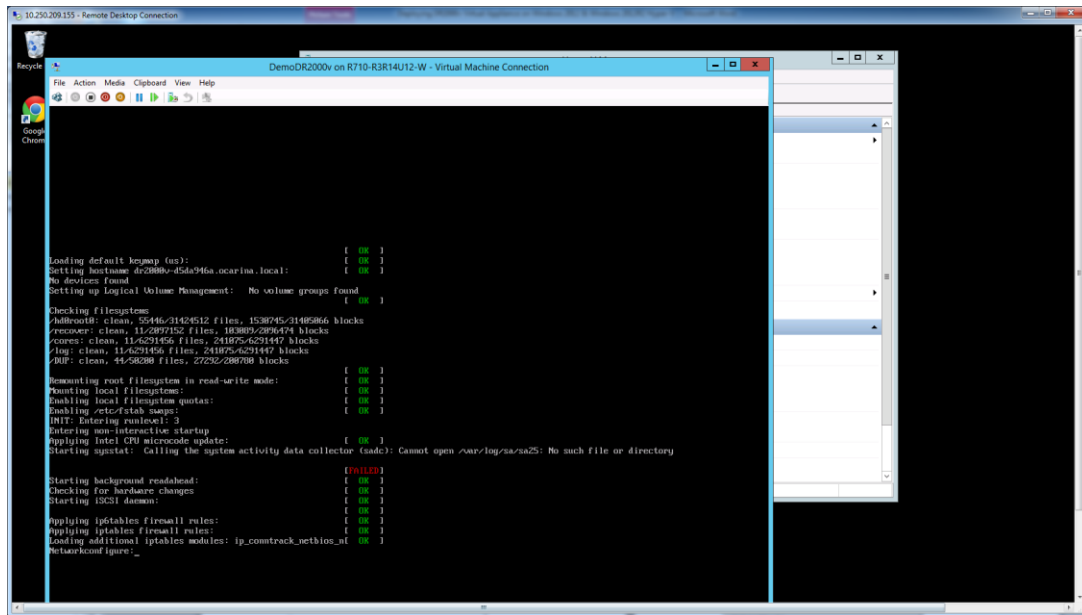 10.250.209.155 - Remote Desktop Connection
Recycle
Google
Chrom
DemoDR2000v on R710-R3R14U12-W - Virtual Machine Connection
File Action Media Clipboard View Help
[ OK ]
Loading default keymap (us): [ OK ]
Setting hostname dr2000v-d5da946a.ocarina.local: [ OK ]
No devices found
Setting up Logical Volume Management: No volume groups found
[ OK ]
Checking filesystems
/hd0root0: clean, 55446/31424512 files, 1530745/31405066 blocks
/recover: clean, 11/2097152 files, 103009/2096474 blocks
/cores: clean, 11/6291456 files, 241075/6291447 blocks
/log: clean, 11/6291456 files, 241075/6291447 blocks
/DUP: clean, 44/50200 files, 27292/200780 blocks
[ OK ]
Remounting root filesystem in read-write mode: [ OK ]
Mounting local filesystems: [ OK ]
Enabling local filesystem quotas: [ OK ]
Enabling /etc/fstab swaps: [ OK ]
INIT: Entering runlevel: 3
Entering non-interactive startup
Applying Intel CPU microcode update: [ OK ]
Starting sysstat: Calling the system activity data collector (sadc): Cannot open /var/log/sa/sa25: No such file or directory
[FAILED]
Starting background readahead: [ OK ]
Checking for hardware changes [ OK ]
Starting iSCSI daemon: [ OK ]
[ OK ]
Applying ip6tables firewall rules: [ OK ]
Applying iptables firewall rules: [ OK ]
Loading additional iptables modules: ip_conntrack_netbios_n[ OK ]
Networkconfigure:_